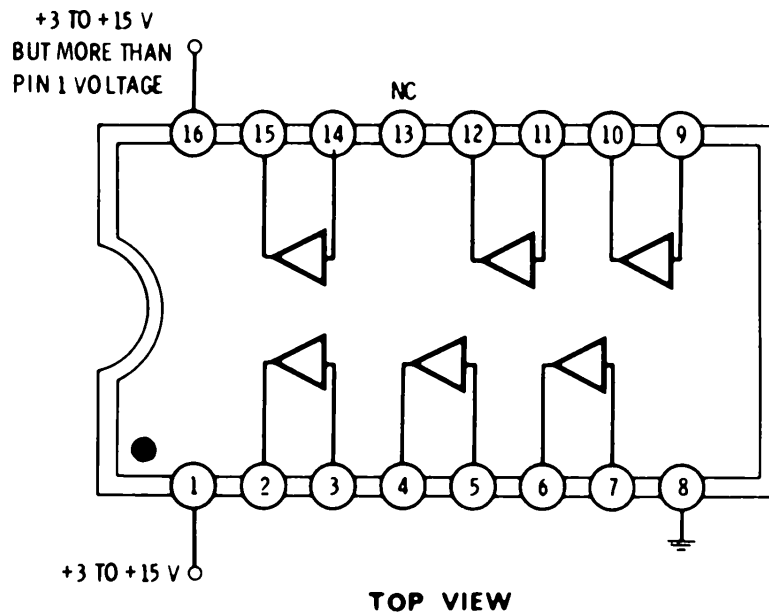 +3 TO +15 V
BUT MORE THAN
PIN 1 VOLTAGE
NC
16 15 14 13 12 11 10 9
1 2 3 4 5 6 7 8
+3 TO +15 V
TOP VIEW